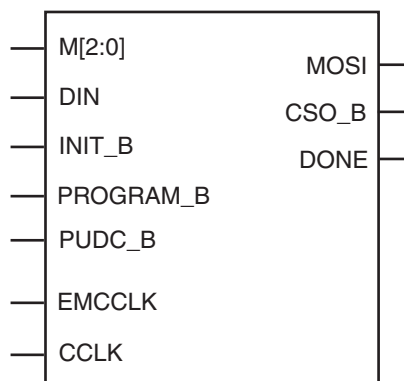 M[2:0]
DIN
INIT_B
PROGRAM_B
PUDC_B
EMCCLK
CCLK
MOSI
CSO_B
DONE